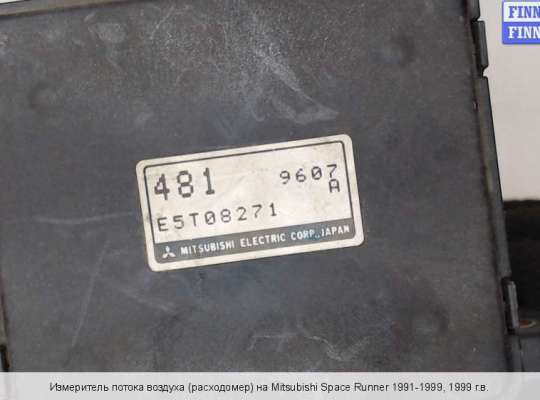 FINN
FINN
481 9607
A
E5T08271
MITSUBISHI ELECTRIC CORP., JAPAN
Измеритель потока воздуха (расходомер) на Mitsubishi Space Runner 1991-1999, 1999 г.в.